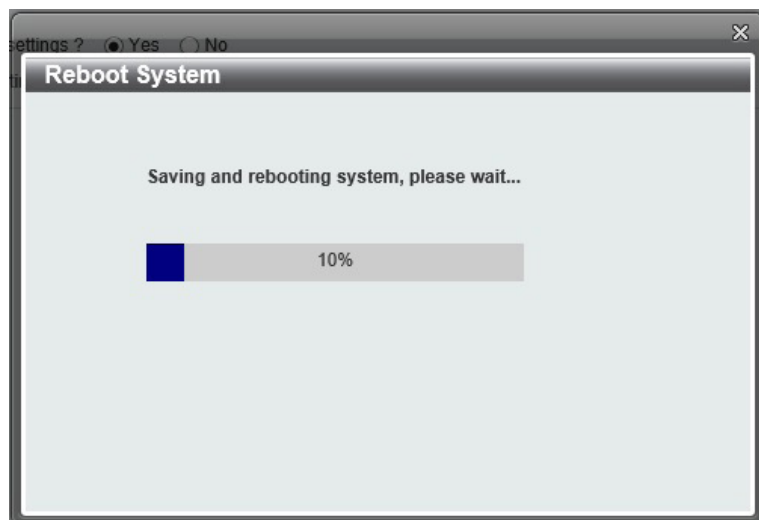 settings ? Yes No
Reboot System
Saving and rebooting system, please wait...
10%